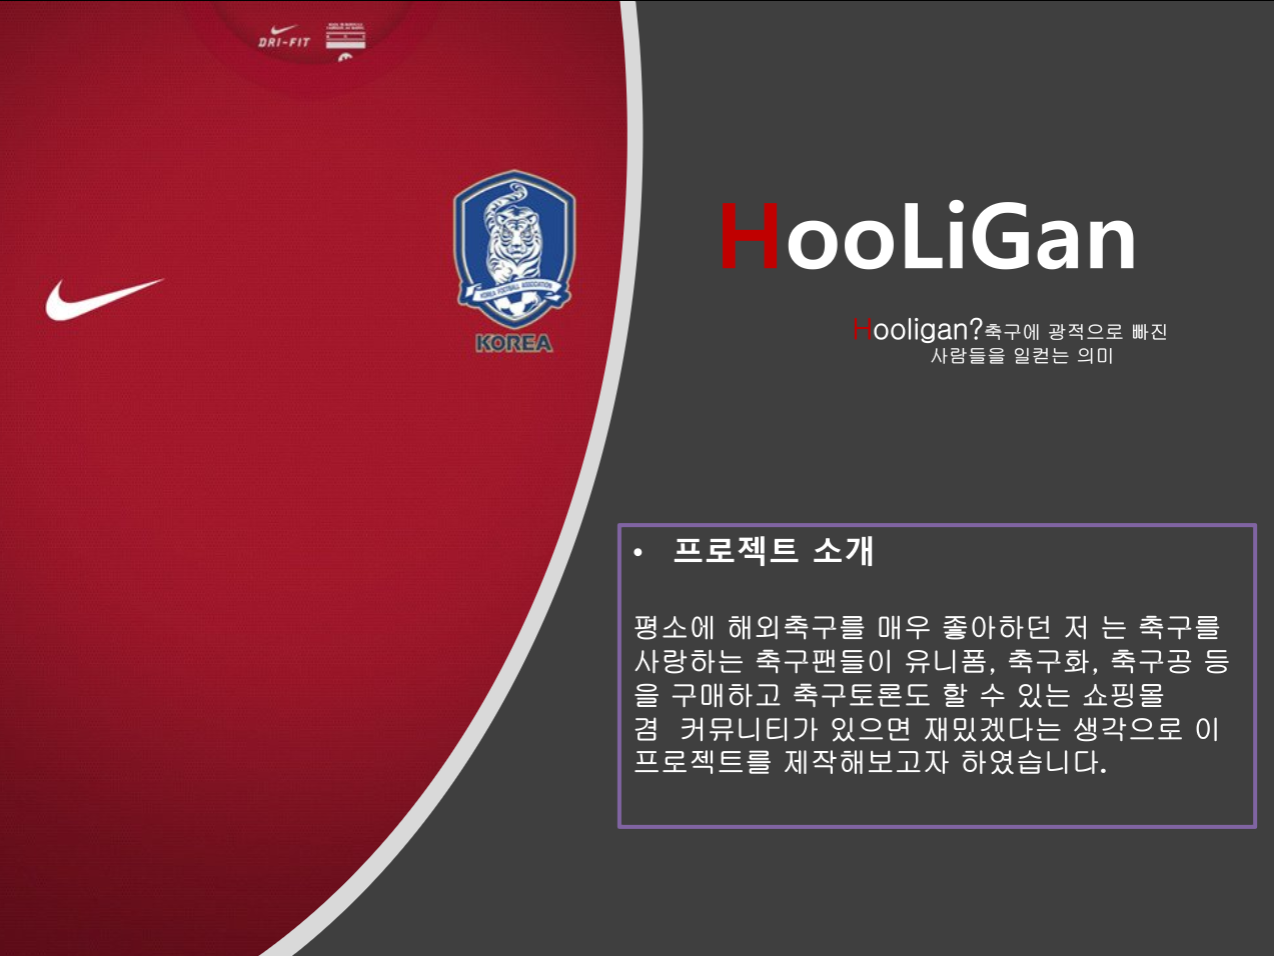 DRI-FIT
KOREA FOOTBALL ASSOCIATION
KOREA
HooLiGan
Hooligan?축구에 광적으로 빠진
사람들을 일컫는 의미
• 프로젝트 소개
평소에 해외축구를 매우 좋아하던 저 는 축구를
사랑하는 축구팬들이 유니폼, 축구화, 축구공 등
을 구매하고 축구토론도 할 수 있는 쇼핑몰
겸 커뮤니티가 있으면 재밌겠다는 생각으로 이
프로젝트를 제작해보고자 하였습니다.